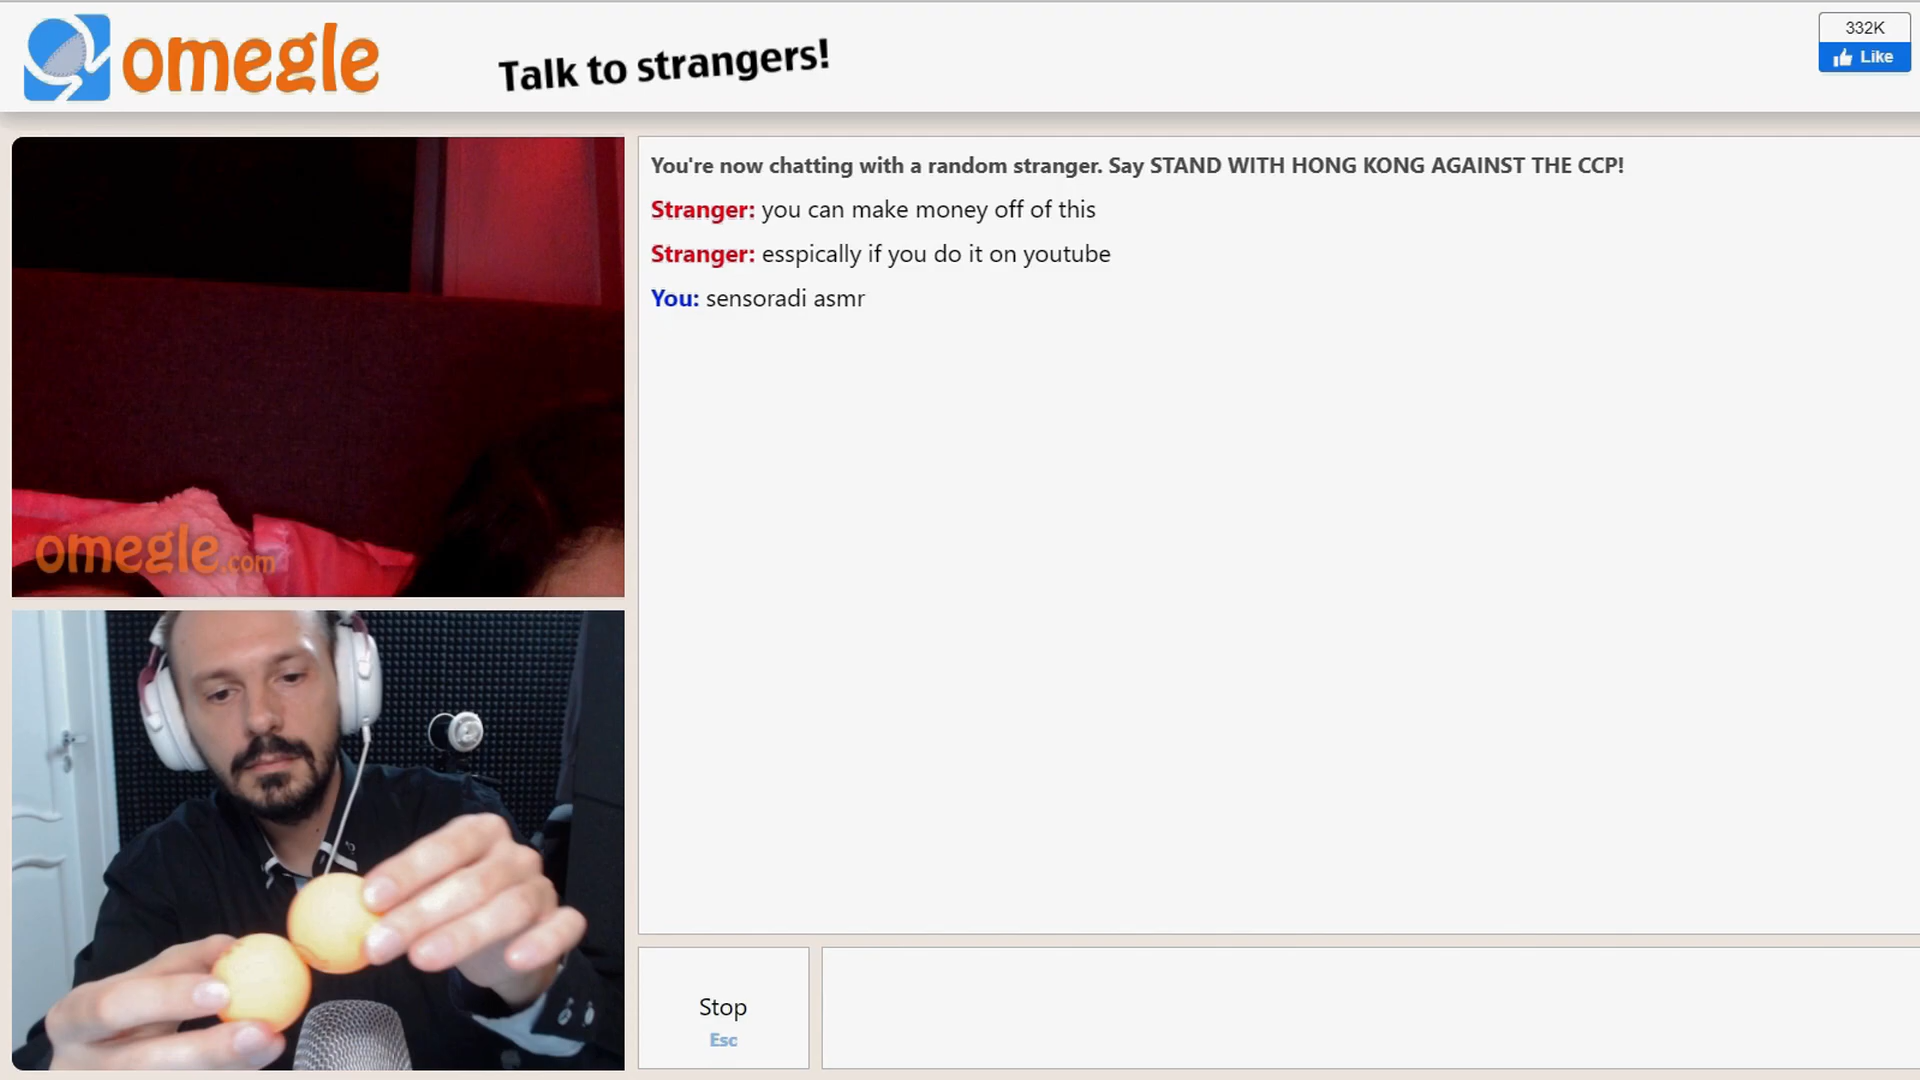 omegle
Talk to strangers!
332K
Like
You're now chatting with a random stranger. Say STAND WITH HONG KONG AGAINST THE CCP!
Stranger: you can make money off of this
Stranger: esspically if you do it on youtube
You: sensoradi asmr
omegle.com
Stop
Esc